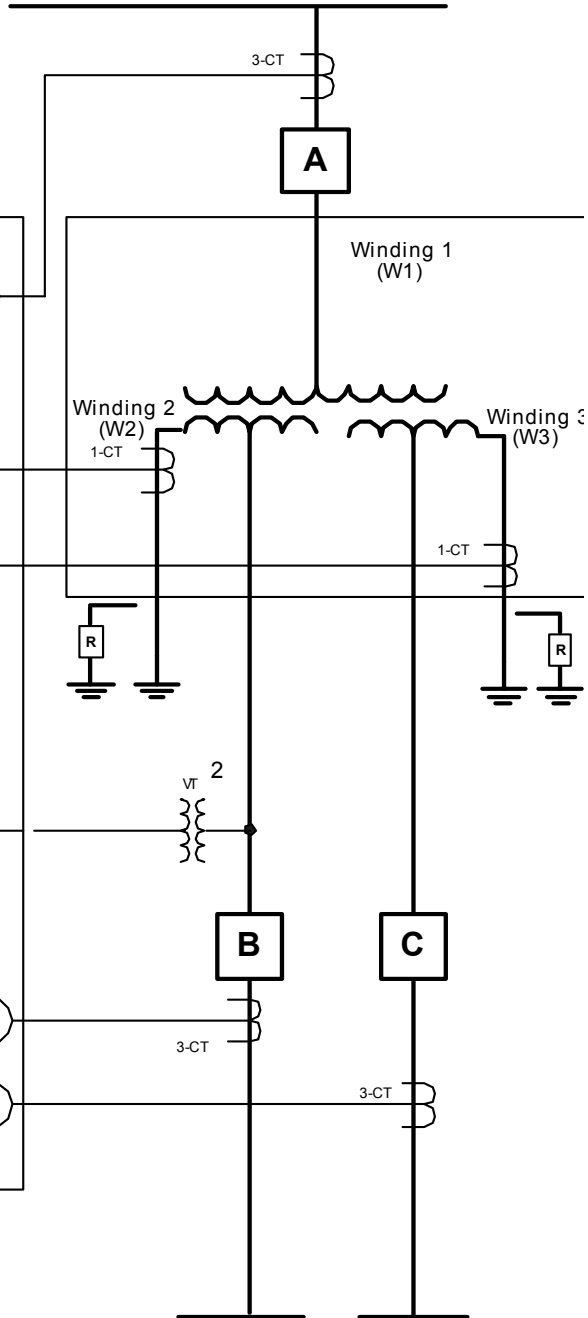 3-CT
A
Winding 1
(W1)
Winding 2
(W2)
Winding 3
(W3)
1-CT
1-CT
R
R
VT 2
B
C
3-CT
3-CT